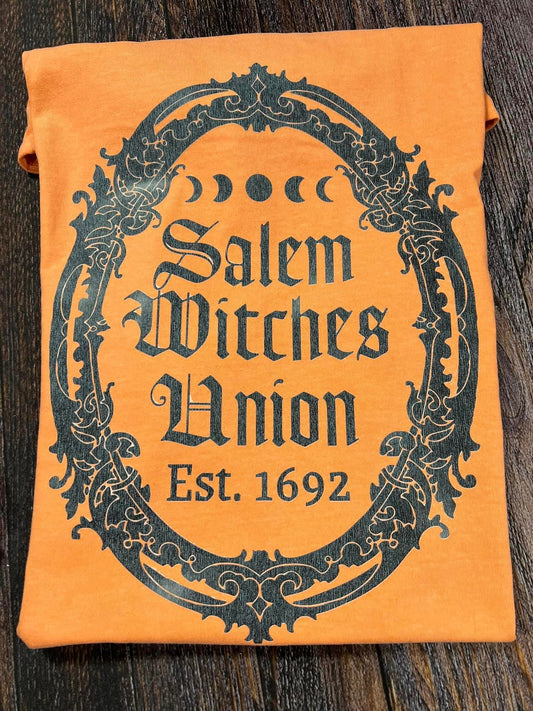 Salem
Witches
Union
Est. 1692